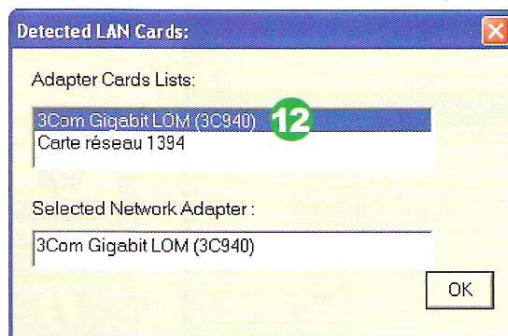 Detected LAN Cards:
Adapter Cards Lists:
3Com Gigabit LOM (3C940) 12
Carte réseau 1394
Selected Network Adapter :
3Com Gigabit LOM (3C940)
OK